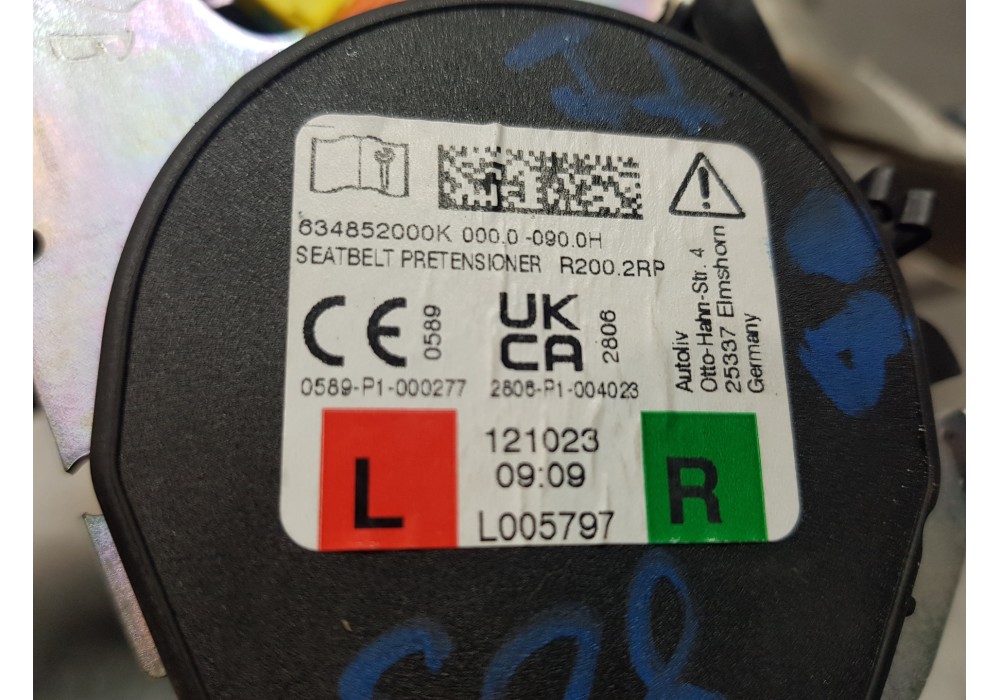 634852000K 000.0 -090.0H
SEATBELT PRETENSIONER R200.2RP
CE 0589
UK
CA 2806
0589-P1-000277 2806-P1-004023
Autoliv
Otto-Hahn-Str. 4
25337 Elmshorn
Germany
L
121023
09:09
L005797
R